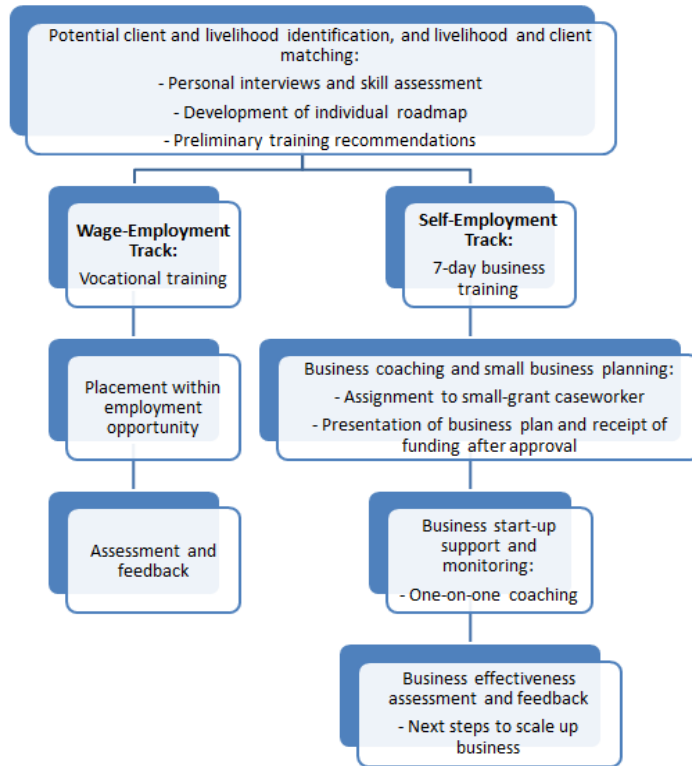 Potential client and livelihood identification, and livelihood and client
matching:
- Personal interviews and skill assessment
- Development of individual roadmap
- Preliminary training recommendations
Wage-Employment
Track:
Vocational training
Self-Employment
Track:
7-day business
training
Placement within
employment
opportunity
Business coaching and small business planning:
- Assignment to small-grant caseworker
- Presentation of business plan and receipt of
funding after approval
Assessment and
feedback
Business start-up
support and
monitoring:
- One-on-one coaching
Business effectiveness
assessment and feedback
- Next steps to scale up
business